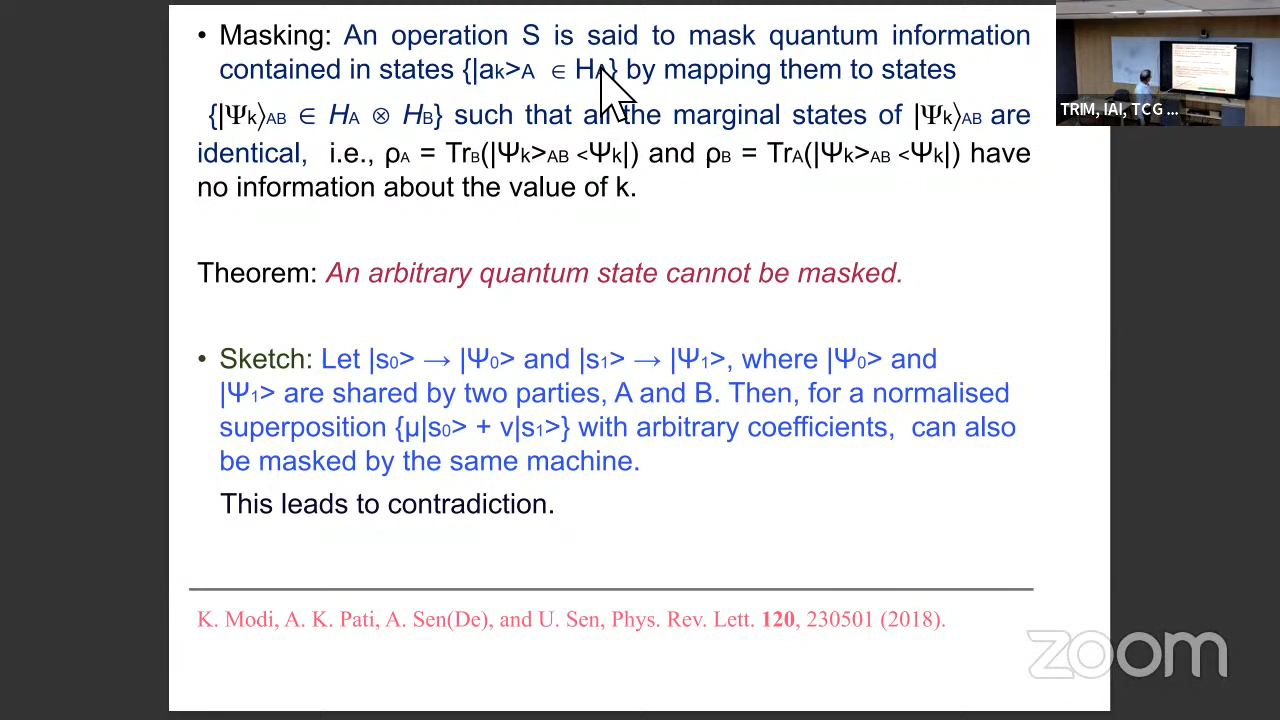 • Masking: An operation S is said to mask quantum information
contained in states {|ak>A ∈ HA} by mapping them to states
{|Ψk⟩AB ∈ HA ⊗ HB} such that all the marginal states of |Ψk⟩AB are
identical, i.e., ρA = TrB(|Ψk>AB <Ψk|) and ρB = TrA(|Ψk>AB <Ψk|) have
no information about the value of k.
Theorem: An arbitrary quantum state cannot be masked.
• Sketch: Let |s0> → |Ψ0> and |s1> → |Ψ1>, where |Ψ0> and
|Ψ1> are shared by two parties, A and B. Then, for a normalised
superposition {μ|s0> + ν|s1>} with arbitrary coefficients, can also
be masked by the same machine.
This leads to contradiction.
K. Modi, A. K. Pati, A. Sen(De), and U. Sen, Phys. Rev. Lett. 120, 230501 (2018).
TRIM, IAI, TCG ...
zoom